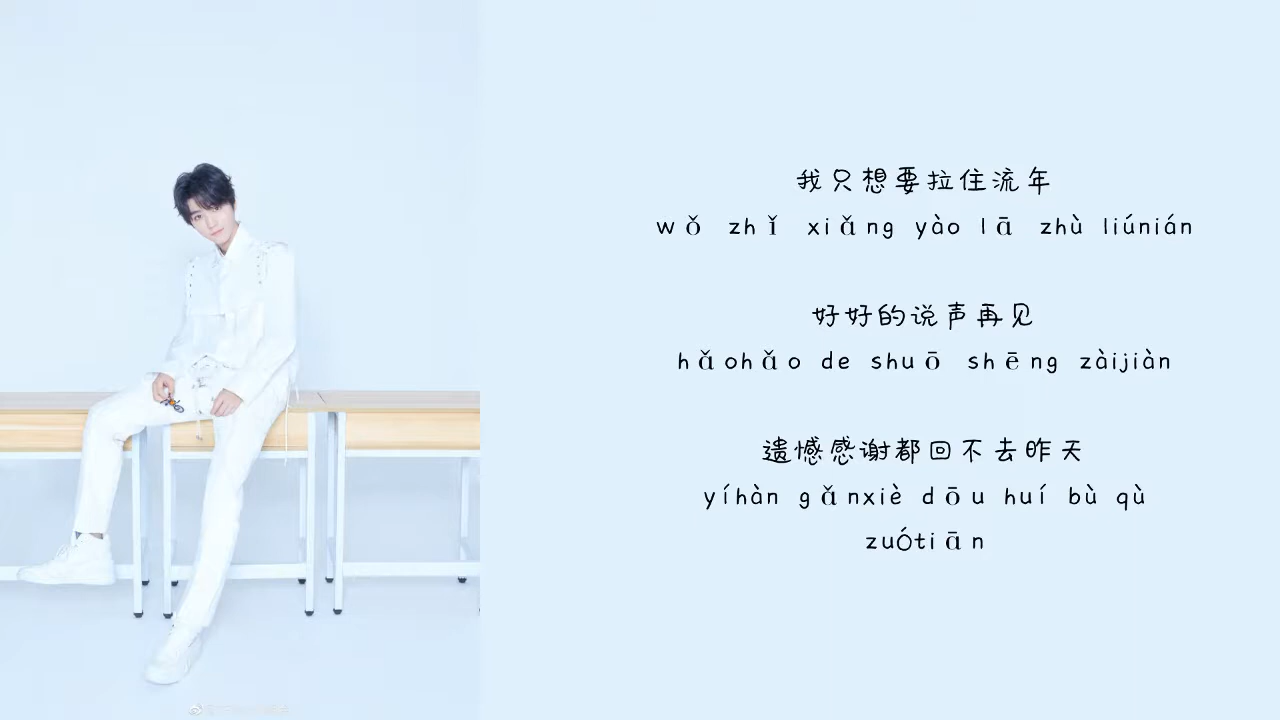 我只想要拉住流年
wǒ zhǐ xiǎng yào lā zhù liúnián
好好的说声再见
hǎohǎo de shuō shēng zàijiàn
遗憾感谢都回不去昨天
yíhàn gǎnxiè dōu huí bù qù
zuótiān